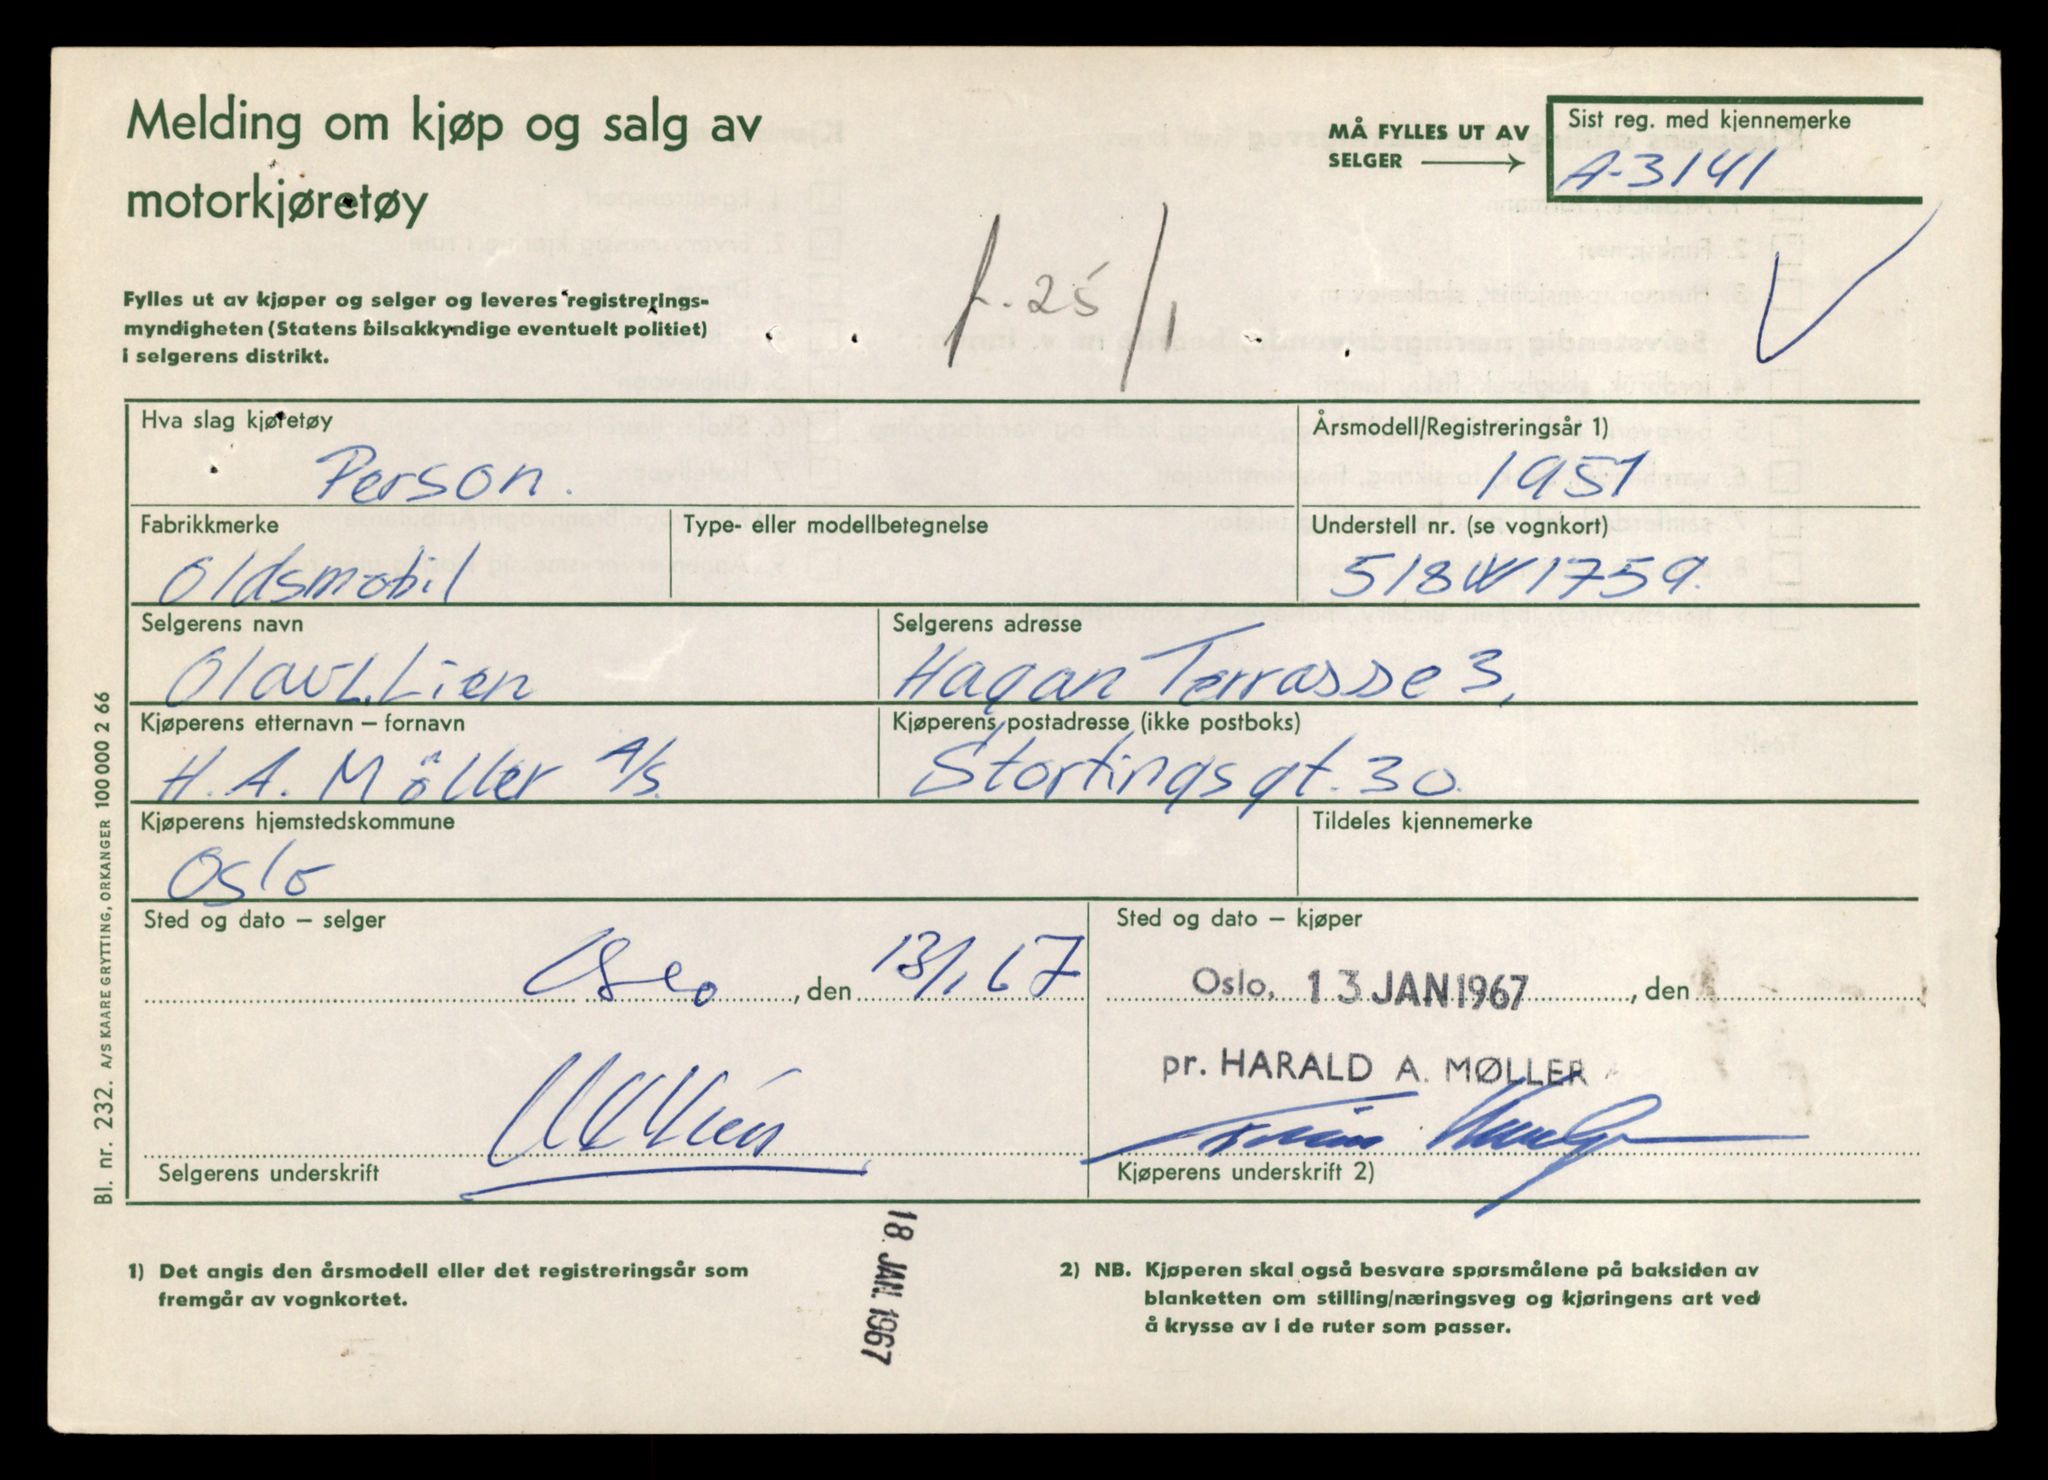 Melding om kjøp og salg av
motorkjøretøy
MÅ FYLLES UT AV
SELGER
Sist reg. med kjennemerke
A-3141
Fylles ut av kjøper og selger og leveres registrerings-
myndigheten (Statens bilsakkyndige eventuelt politiet)
i selgerens distrikt.
f. 25/1
Hva slag kjøretøy
Person.
Årsmodell/Registreringsår 1)
1951
Fabrikkmerke
Oldsmobil
Type- eller modellbetegnelse
Understell nr. (se vognkort)
518W1759.
Selgerens navn
Olav L. Lien
Selgerens adresse
Hagan Terrasse 3,
Kjøperens etternavn – fornavn
H. A. Möller A/S.
Kjøperens postadresse (ikke postboks)
Stortingsgt. 30.
Kjøperens hjemstedskommune
Oslo
Tildeles kjennemerke
Sted og dato – selger
Oslo, den 13/1 67
Sted og dato – kjøper
Oslo, 13 JAN 1967, den
pr. HARALD A. MØLLER
Selgerens underskrift
Kjøperens underskrift 2)
18. JAN. 1967
1) Det angis den årsmodell eller det registreringsår som
fremgår av vognkortet.
2) NB. Kjøperen skal også besvare spørsmålene på baksiden av
blanketten om stilling/næringsveg og kjøringens art ved
å krysse av i de ruter som passer.
Bl. nr. 232. A/S KAARE GRYTTING, ORKANGER 100 000 2 66